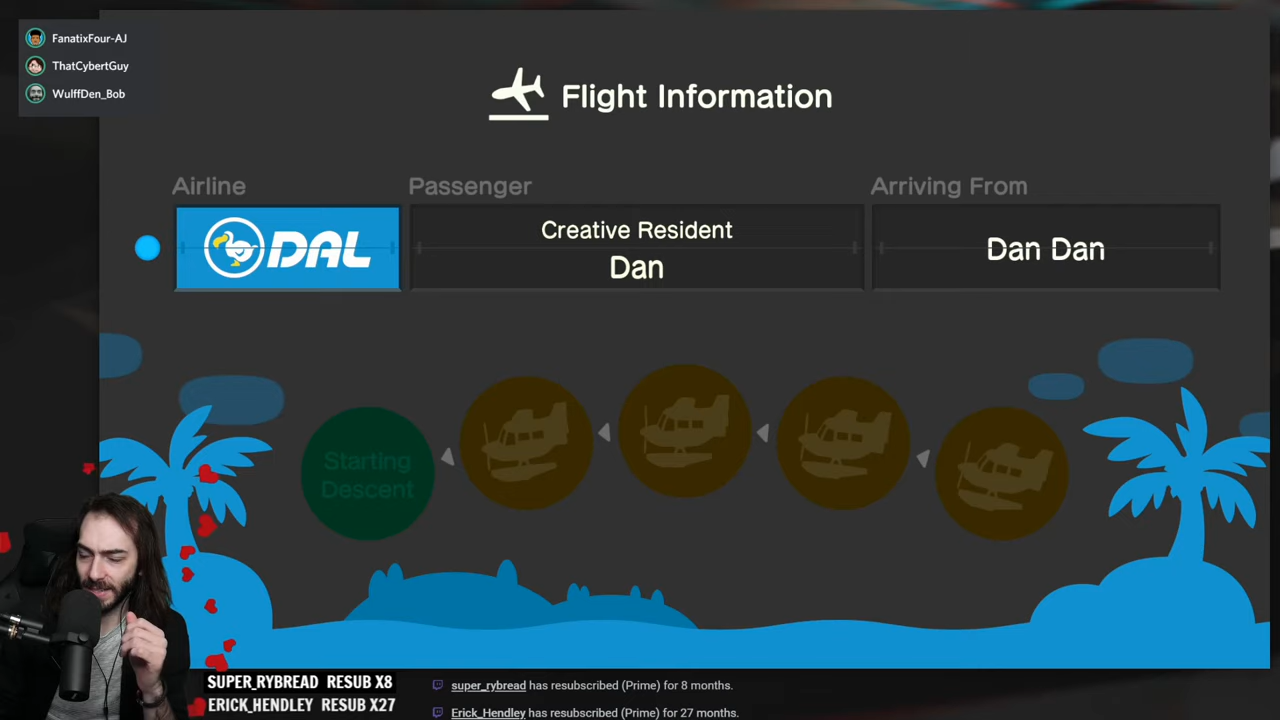 FanatixFour-AJ
ThatCybertGuy
WulffDen_Bob
Flight Information
Airline
Passenger
Arriving From
DAL
Creative Resident
Dan
Dan Dan
Starting
Descent
SUPER_RYBREAD RESUB X8
ERICK_HENDLEY RESUB X27
super_rybread has resubscribed (Prime) for 8 months.
Erick_Hendley has resubscribed (Prime) for 27 months.